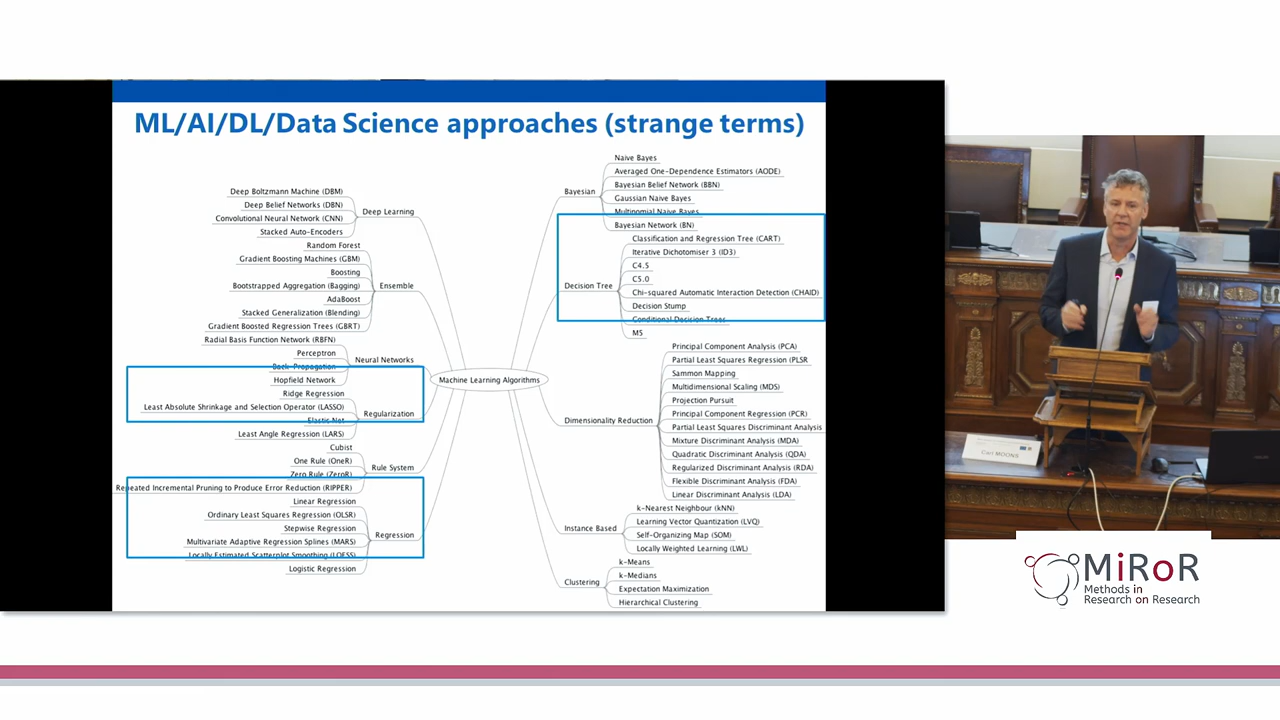 ML/AI/DL/Data Science approaches (strange terms)
Deep Boltzmann Machine (DBM)
Deep Belief Networks (DBN)
Convolutional Neural Network (CNN)
Stacked Auto-Encoders
Deep Learning
Random Forest
Gradient Boosting Machines (GBM)
Boosting
Bootstrapped Aggregation (Bagging)
AdaBoost
Stacked Generalization (Blending)
Gradient Boosted Regression Trees (GBRT)
Ensemble
Radial Basis Function Network (RBFN)
Perceptron
Back-Propagation
Hopfield Network
Neural Networks
Ridge Regression
Least Absolute Shrinkage and Selection Operator (LASSO)
Elastic Net
Least Angle Regression (LARS)
Regularization
Cubist
One Rule (OneR)
Zero Rule (ZeroR)
Repeated Incremental Pruning to Produce Error Reduction (RIPPER)
Rule System
Linear Regression
Ordinary Least Squares Regression (OLSR)
Stepwise Regression
Multivariate Adaptive Regression Splines (MARS)
Locally Estimated Scatterplot Smoothing (LOESS)
Logistic Regression
Regression
Machine Learning Algorithms
Bayesian
Naive Bayes
Averaged One-Dependence Estimators (AODE)
Bayesian Belief Network (BBN)
Gaussian Naive Bayes
Multinomial Naive Bayes
Bayesian Network (BN)
Decision Tree
Classification and Regression Tree (CART)
Iterative Dichotomiser 3 (ID3)
C4.5
C5.0
Chi-squared Automatic Interaction Detection (CHAID)
Decision Stump
Conditional Decision Trees
M5
Dimensionality Reduction
Principal Component Analysis (PCA)
Partial Least Squares Regression (PLSR
Sammon Mapping
Multidimensional Scaling (MDS)
Projection Pursuit
Principal Component Regression (PCR)
Partial Least Squares Discriminant Analysis
Mixture Discriminant Analysis (MDA)
Quadratic Discriminant Analysis (QDA)
Regularized Discriminant Analysis (RDA)
Flexible Discriminant Analysis (FDA)
Linear Discriminant Analysis (LDA)
Instance Based
k-Nearest Neighbour (kNN)
Learning Vector Quantization (LVQ)
Self-Organizing Map (SOM)
Locally Weighted Learning (LWL)
Clustering
k-Means
k-Medians
Expectation Maximization
Hierarchical Clustering
Carl MOONS
MiRoR
Methods in
Research on Research